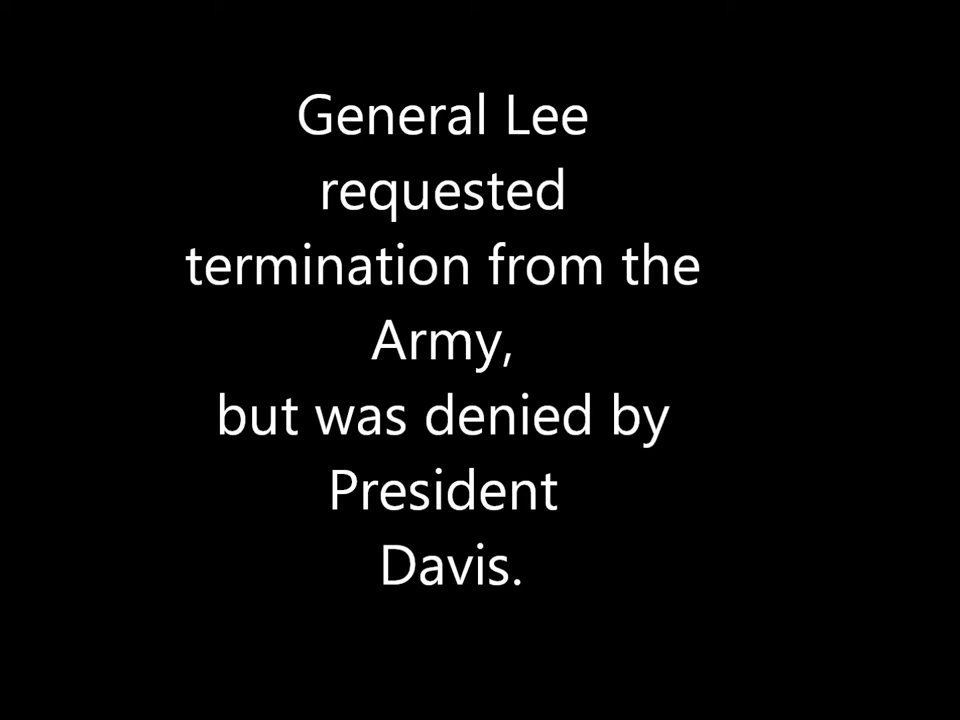 General Lee
requested
termination from the
Army,
but was denied by
President
Davis.